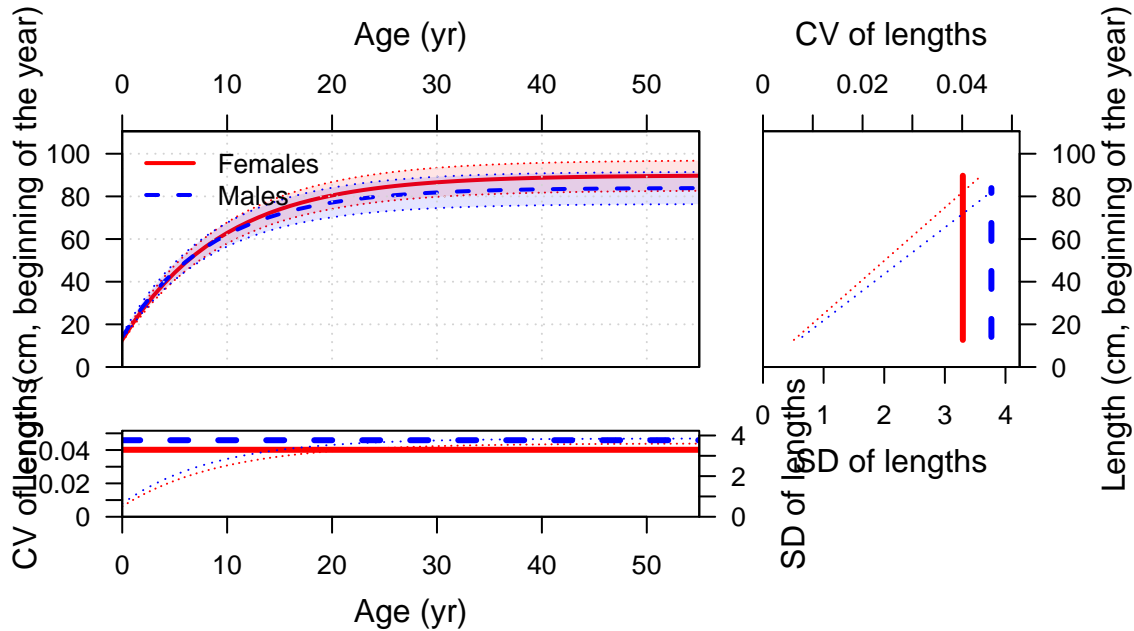 Age (yr)
0 10 20 30 40 50
Length (cm, beginning of the year)
100
80
60
40
20
0
Females
Males
CV of lengths
0 0.02 0.04
Length (cm, beginning of the year)
100
80
60
40
20
0
0 1 2 3 4
SD of lengths
CV of lengths
0.04
0.02
0
4
2
0
SD of lengths
0 10 20 30 40 50
Age (yr)